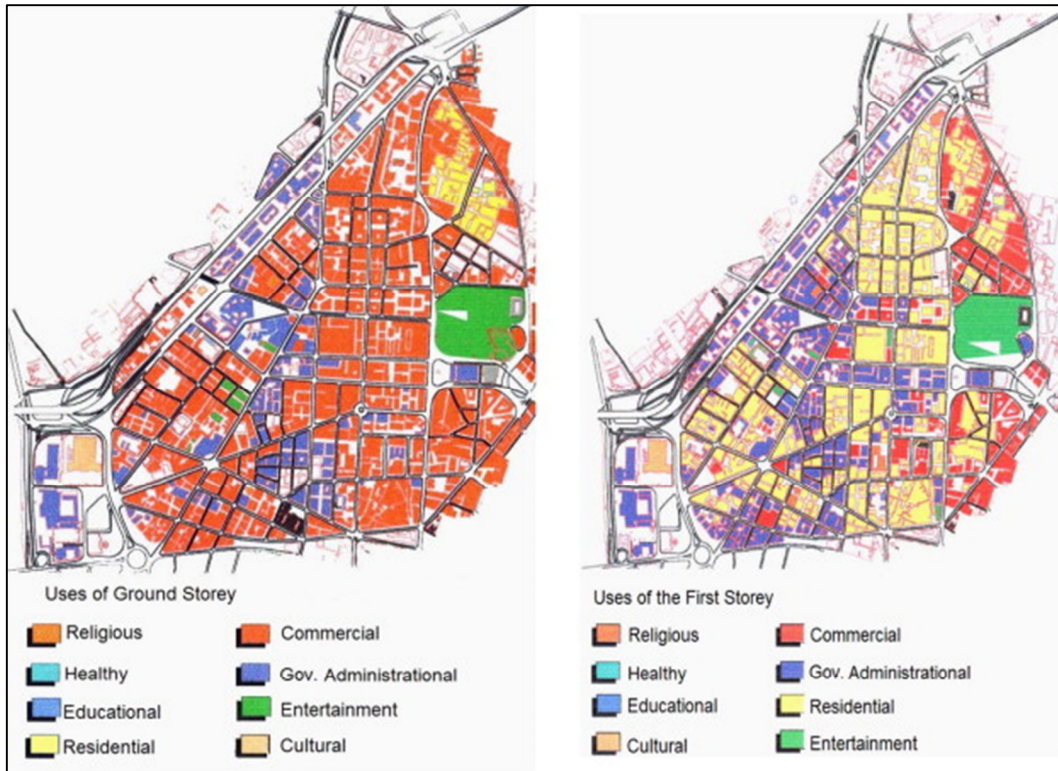 Uses of Ground Storey
Religious
Commercial
Healthy
Gov. Administrational
Educational
Entertainment
Residential
Cultural
Uses of the First Storey
Religious
Commercial
Healthy
Gov. Administrational
Educational
Residential
Cultural
Entertainment